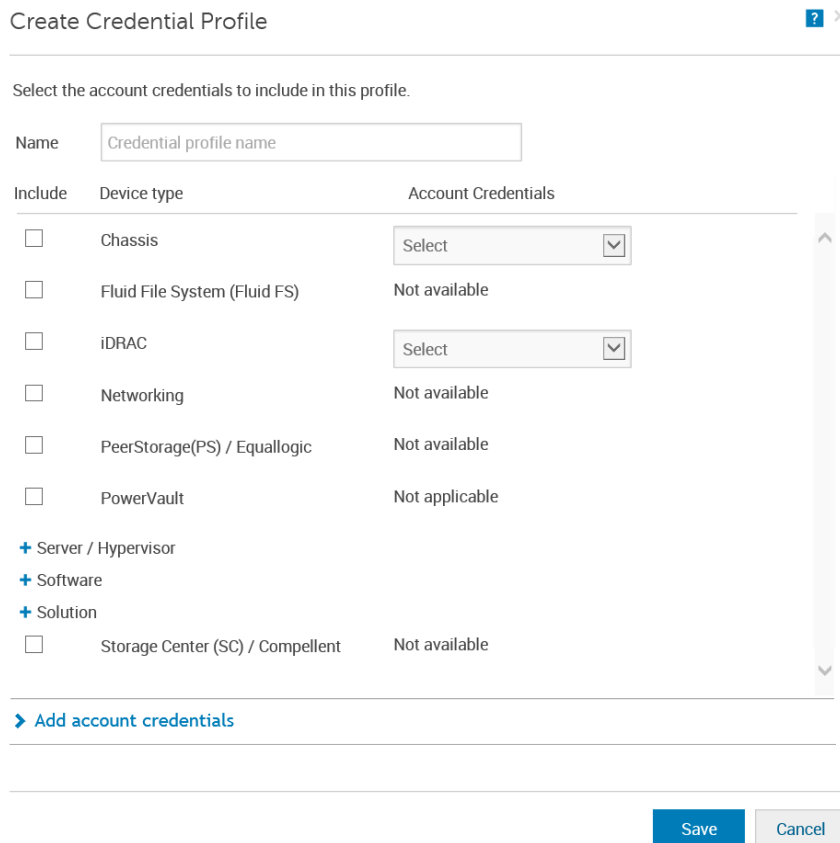 Create Credential Profile ?
Select the account credentials to include in this profile.
Name Credential profile name
Include Device type Account Credentials
Chassis Select
Fluid File System (Fluid FS) Not available
iDRAC Select
Networking Not available
PeerStorage(PS) / Equallogic Not available
PowerVault Not applicable
+ Server / Hypervisor
+ Software
+ Solution
Storage Center (SC) / Compellent Not available
Add account credentials
Save Cancel